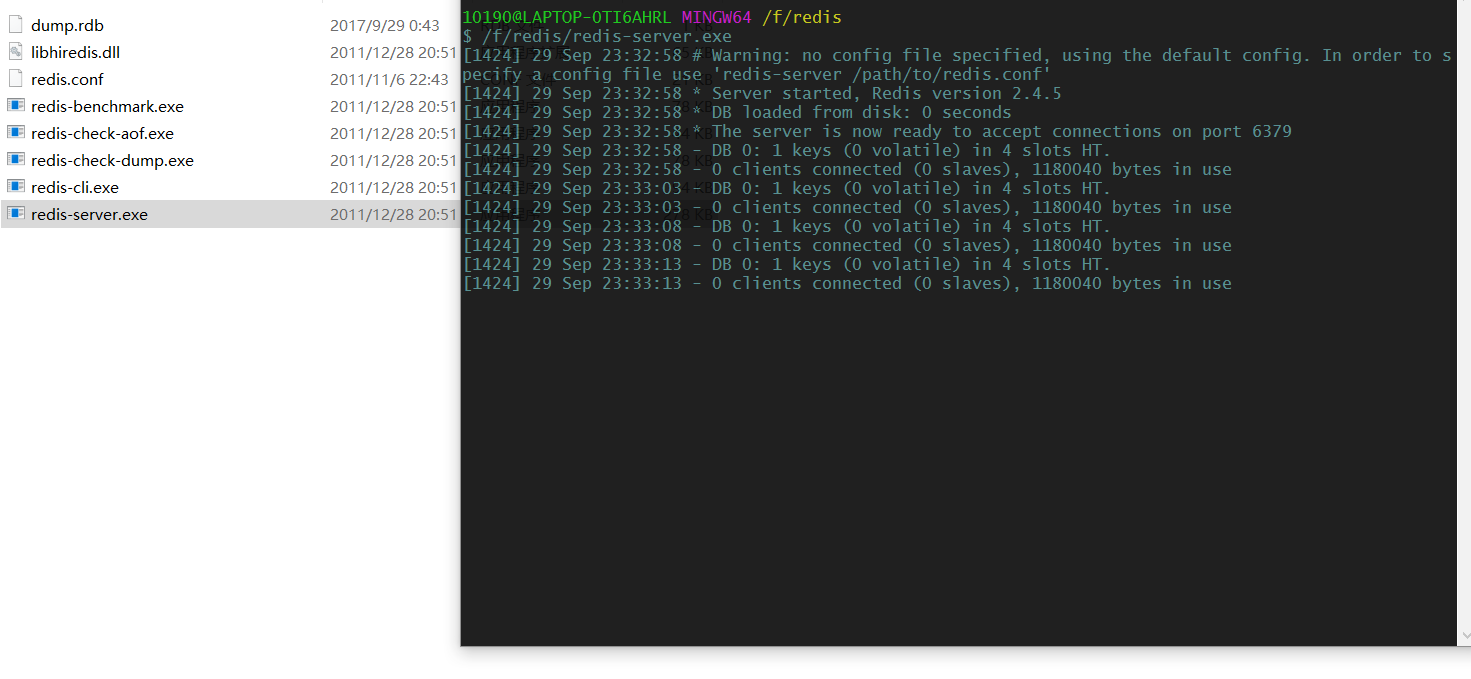 dump.rdb 2017/9/29 0:43
libhiredis.dll 2011/12/28 20:51
redis.conf 2011/11/6 22:43
redis-benchmark.exe 2011/12/28 20:51
redis-check-aof.exe 2011/12/28 20:51
redis-check-dump.exe 2011/12/28 20:51
redis-cli.exe 2011/12/28 20:51
redis-server.exe 2011/12/28 20:51
10190@LAPTOP-OTI6AHRL MINGW64 /f/redis
$ /f/redis/redis-server.exe
[1424] 29 Sep 23:32:58 # Warning: no config file specified, using the default config. In order to s
pecify a config file use 'redis-server /path/to/redis.conf'
[1424] 29 Sep 23:32:58 * Server started, Redis version 2.4.5
[1424] 29 Sep 23:32:58 * DB loaded from disk: 0 seconds
[1424] 29 Sep 23:32:58 * The server is now ready to accept connections on port 6379
[1424] 29 Sep 23:32:58 - DB 0: 1 keys (0 volatile) in 4 slots HT.
[1424] 29 Sep 23:32:58 - 0 clients connected (0 slaves), 1180040 bytes in use
[1424] 29 Sep 23:33:03 - DB 0: 1 keys (0 volatile) in 4 slots HT.
[1424] 29 Sep 23:33:03 - 0 clients connected (0 slaves), 1180040 bytes in use
[1424] 29 Sep 23:33:08 - DB 0: 1 keys (0 volatile) in 4 slots HT.
[1424] 29 Sep 23:33:08 - 0 clients connected (0 slaves), 1180040 bytes in use
[1424] 29 Sep 23:33:13 - DB 0: 1 keys (0 volatile) in 4 slots HT.
[1424] 29 Sep 23:33:13 - 0 clients connected (0 slaves), 1180040 bytes in use